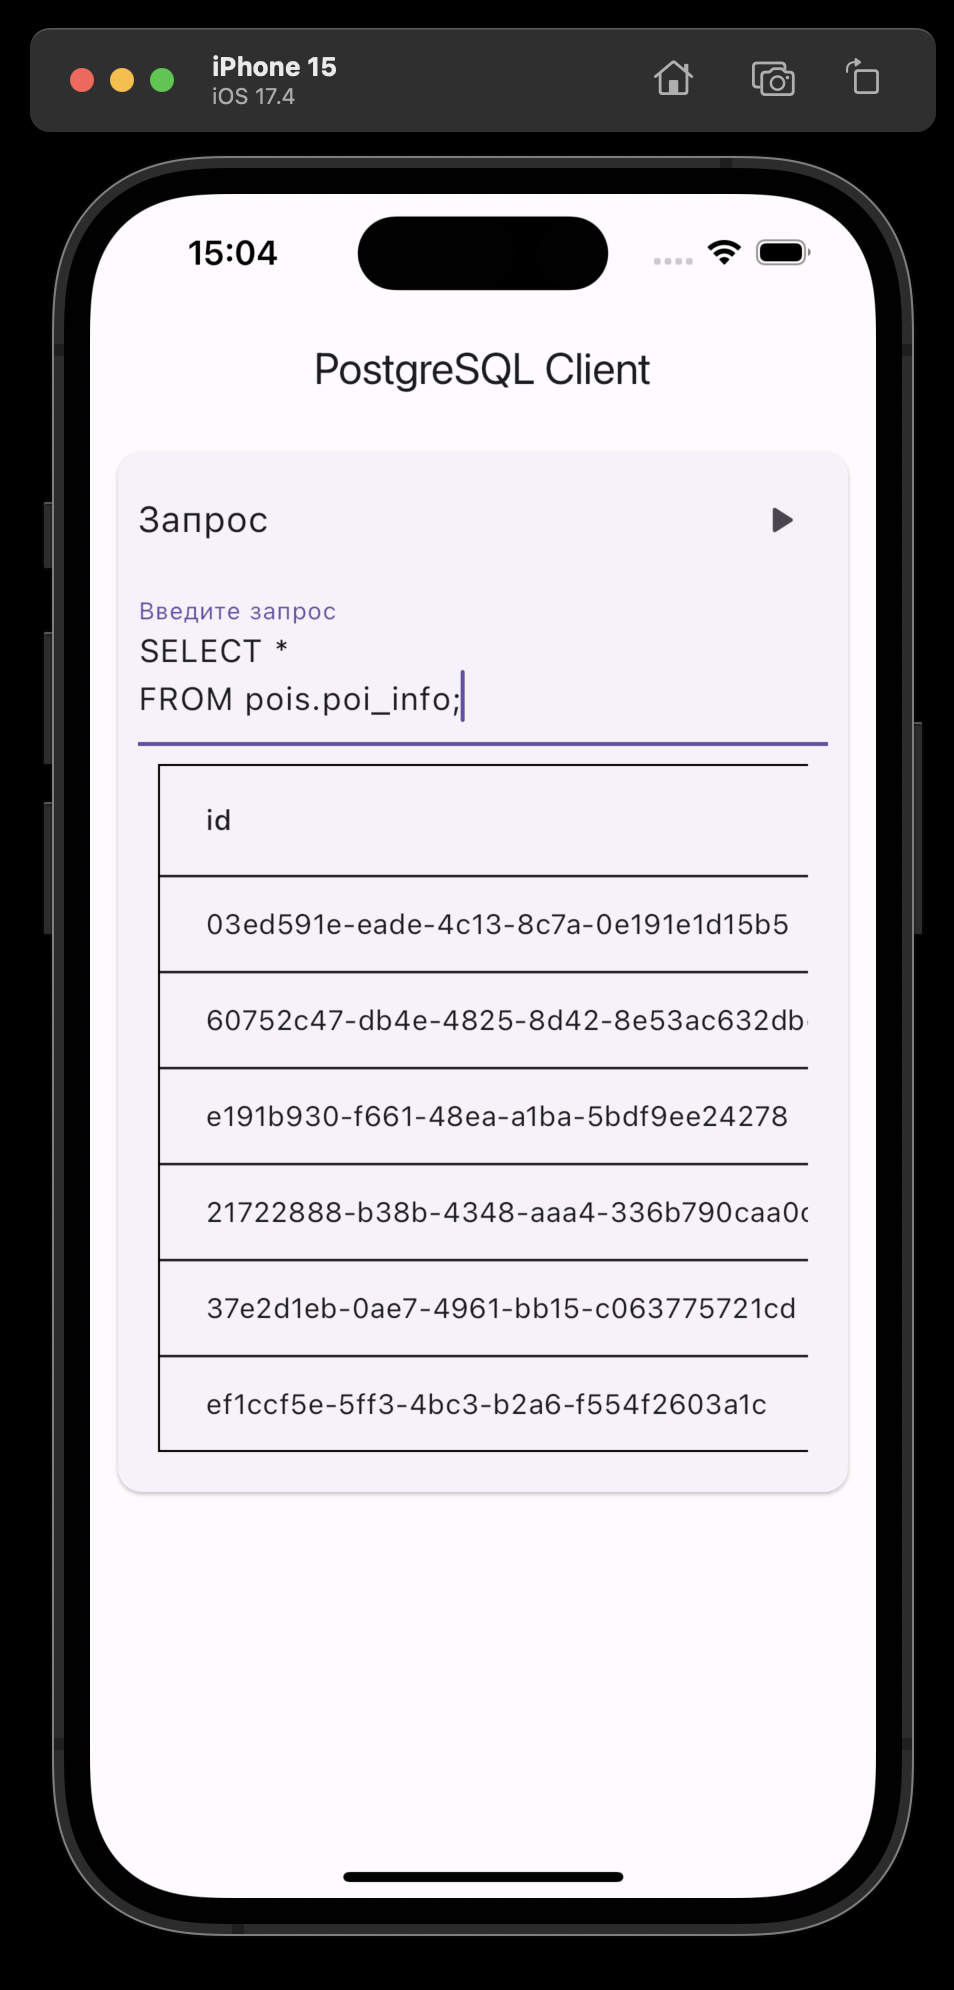 iPhone 15
iOS 17.4
15:04
PostgreSQL Client
Запрос
Введите запрос
SELECT *
FROM pois.poi_info;
id
03ed591e-eade-4c13-8c7a-0e191e1d15b5
60752c47-db4e-4825-8d42-8e53ac632db
e191b930-f661-48ea-a1ba-5bdf9ee24278
21722888-b38b-4348-aaa4-336b790caa0
37e2d1eb-0ae7-4961-bb15-c063775721cd
ef1ccf5e-5ff3-4bc3-b2a6-f554f2603a1c